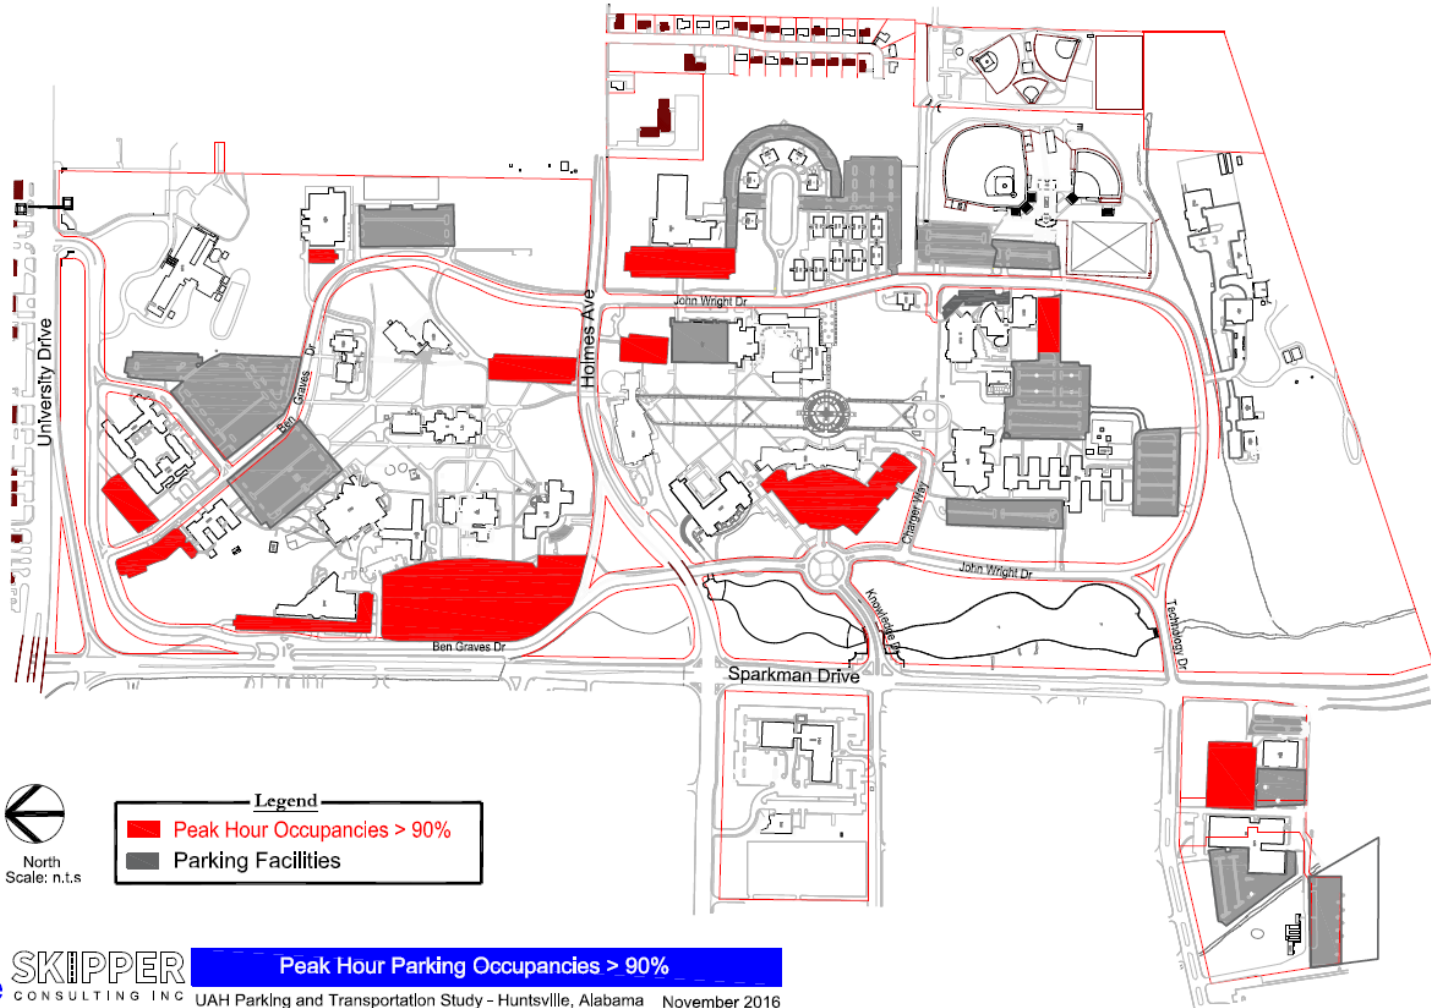 John Wright Dr
Holmes Ave
University Drive
Ben Graves Dr
Charger Way
John Wright Dr
Knowledge Dr
Technology Dr
Ben Graves Dr
Sparkman Drive
North
Scale: n.t.s
Legend
Peak Hour Occupancies > 90%
Parking Facilities
SKIPPER
CONSULTING INC
Peak Hour Parking Occupancies > 90%
UAH Parking and Transportation Study - Huntsville, Alabama November 2016